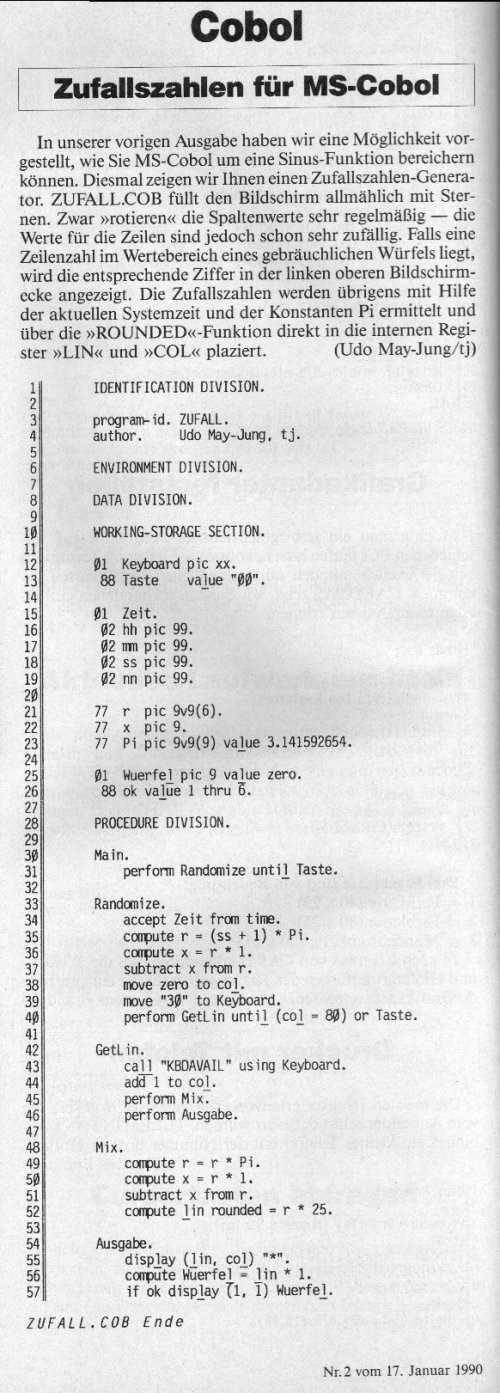 Cobol
Zufallszahlen für MS-Cobol
In unserer vorigen Ausgabe haben wir eine Möglichkeit vor-
gestellt, wie Sie MS-Cobol um eine Sinus-Funktion bereichern
können. Diesmal zeigen wir Ihnen einen Zufallszahlen-Genera-
tor. ZUFALL.COB füllt den Bildschirm allmählich mit Ster-
nen. Zwar »rotieren« die Spaltenwerte sehr regelmäßig — die
Werte für die Zeilen sind jedoch schon sehr zufällig. Falls eine
Zeilenzahl im Wertebereich eines gebräuchlichen Würfels liegt,
wird die entsprechende Ziffer in der linken oberen Bildschirm-
ecke angezeigt. Die Zufallszahlen werden übrigens mit Hilfe
der aktuellen Systemzeit und der Konstanten Pi ermittelt und
über die »ROUNDED«-Funktion direkt in die internen Regi-
ster »LIN« und »COL« plaziert. (Udo May-Jung/tj)
1 IDENTIFICATION DIVISION.
2
3 program-id. ZUFALL.
4 author. Udo May-Jung, tj.
5
6 ENVIRONMENT DIVISION.
7
8 DATA DIVISION.
9
10 WORKING-STORAGE SECTION.
11
12 01 Keyboard pic xx.
13 88 Taste value "00".
14
15 01 Zeit.
16 02 hh pic 99.
17 02 mm pic 99.
18 02 ss pic 99.
19 02 nn pic 99.
20
21 77 r pic 9v9(6).
22 77 x pic 9.
23 77 Pi pic 9v9(9) value 3.141592654.
24
25 01 Wuerfel pic 9 value zero.
26 88 ok value 1 thru 6.
27
28 PROCEDURE DIVISION.
29
30 Main.
31 perform Randomize until Taste.
32
33 Randomize.
34 accept Zeit from time.
35 compute r = (ss + 1) * Pi.
36 compute x = r * 1.
37 subtract x from r.
38 move zero to col.
39 move "30" to Keyboard.
40 perform GetLin until (col = 80) or Taste.
41
42 GetLin.
43 call "KBDAVAIL" using Keyboard.
44 add 1 to col.
45 perform Mix.
46 perform Ausgabe.
47
48 Mix.
49 compute r = r * Pi.
50 compute x = r * 1.
51 subtract x from r.
52 compute lin rounded = r * 25.
53
54 Ausgabe.
55 display (lin, col) "*".
56 compute Wuerfel = lin * 1.
57 if ok display (1, 1) Wuerfel.
ZUFALL.COB Ende
Nr. 2 vom 17. Januar 1990